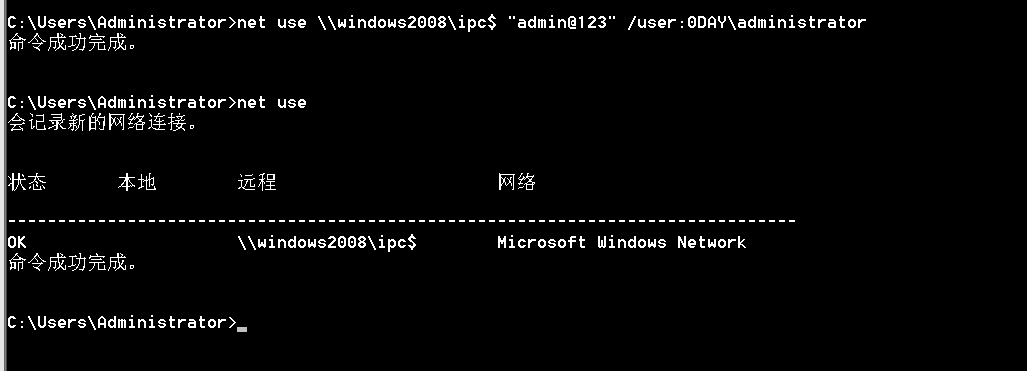 C:\Users\Administrator>net use \\windows2008\ipc$ "admin@123" /user:0DAY\administrator
命令成功完成。
C:\Users\Administrator>net use
会记录新的网络连接。
状态 本地 远程 网络
-------------------------------------------------------------------------------
OK \\windows2008\ipc$ Microsoft Windows Network
命令成功完成。
C:\Users\Administrator>_